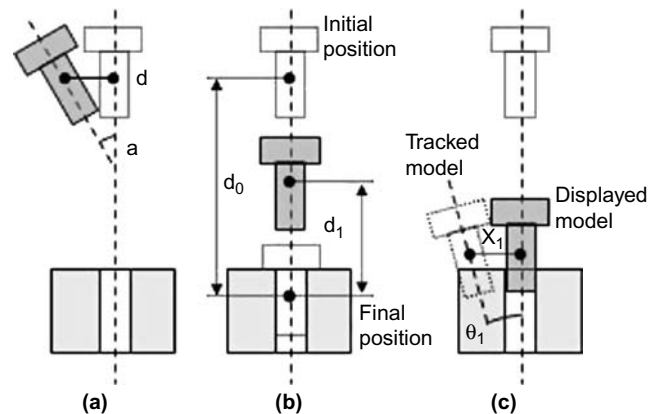 Initial
position
d
a
d0
d1
Final
position
Tracked
model
Displayed
model
X1
θ1
(a)
(b)
(c)